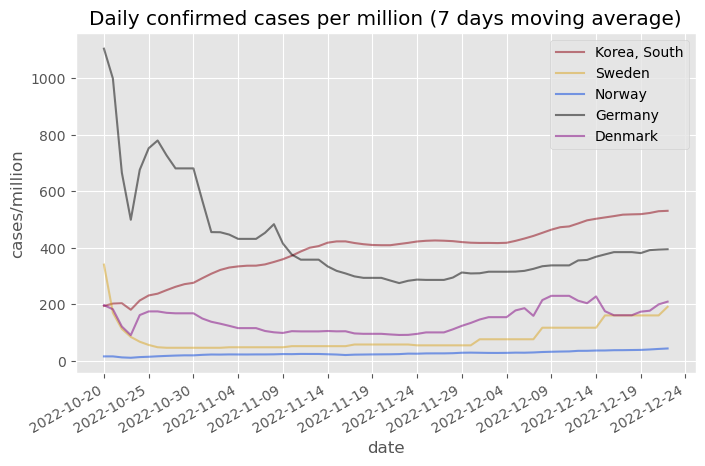 Daily confirmed cases per million (7 days moving average)
Korea, South
Sweden
Norway
Germany
Denmark
cases/million
1000
800
600
400
200
0
2022-10-20
2022-10-25
2022-10-30
2022-11-04
2022-11-09
2022-11-14
2022-11-19
2022-11-24
2022-11-29
2022-12-04
2022-12-09
2022-12-14
2022-12-19
2022-12-24
date